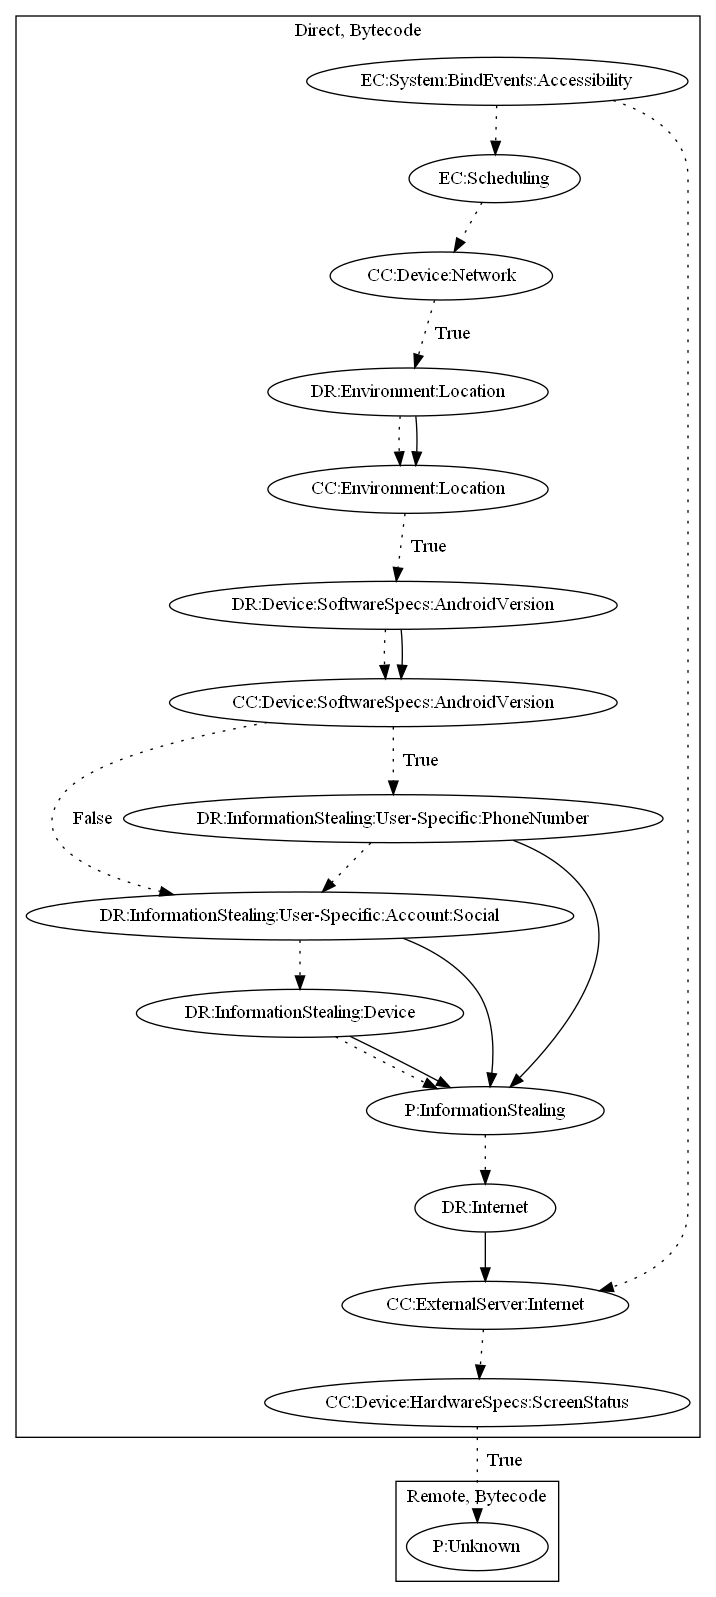 Direct, Bytecode
EC:System:BindEvents:Accessibility
EC:Scheduling
CC:Device:Network
True
DR:Environment:Location
CC:Environment:Location
True
DR:Device:SoftwareSpecs:AndroidVersion
CC:Device:SoftwareSpecs:AndroidVersion
True
False
DR:InformationStealing:User-Specific:PhoneNumber
DR:InformationStealing:User-Specific:Account:Social
DR:InformationStealing:Device
P:InformationStealing
DR:Internet
CC:ExternalServer:Internet
CC:Device:HardwareSpecs:ScreenStatus
True
Remote, Bytecode
P:Unknown